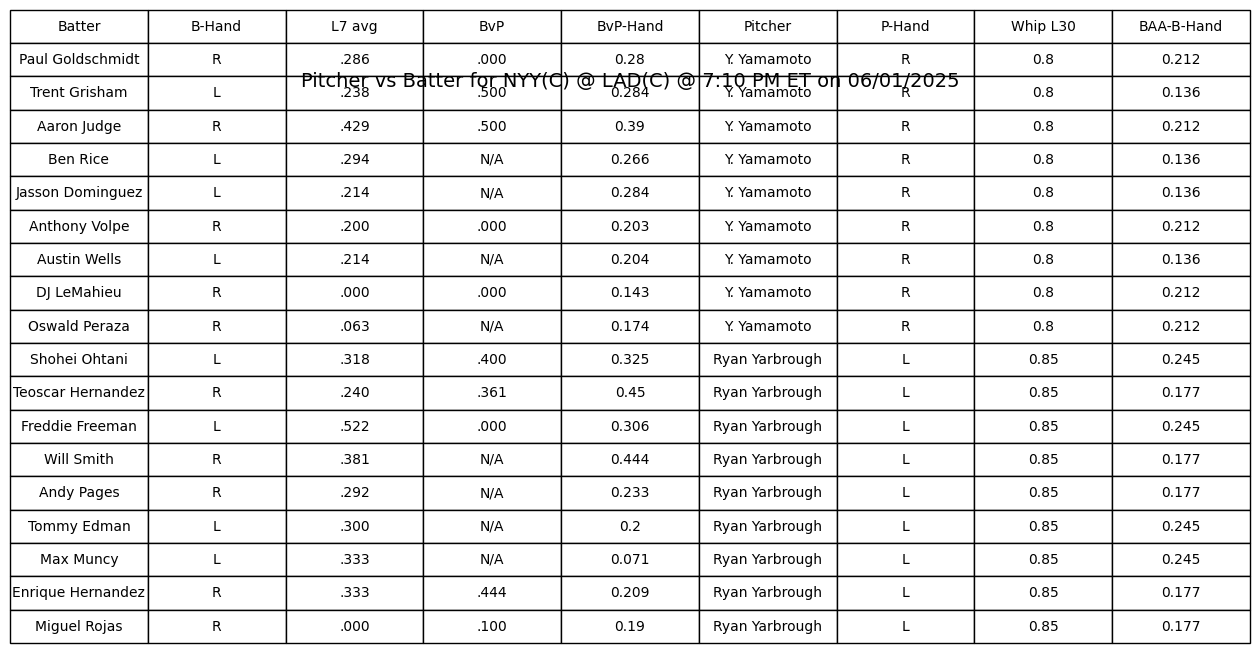 Batter B-Hand L7 avg BvP BvP-Hand Pitcher P-Hand Whip L30 BAA-B-Hand
Paul Goldschmidt R .286 .000 0.28 Y. Yamamoto R 0.8 0.212
Pitcher vs Batter for NYY(C) @ LAD(C) @ 7:10 PM ET on 06/01/2025
Trent Grisham L .238 .500 0.284 Y. Yamamoto R 0.8 0.136
Aaron Judge R .429 .500 0.39 Y. Yamamoto R 0.8 0.212
Ben Rice L .294 N/A 0.266 Y. Yamamoto R 0.8 0.136
Jasson Dominguez L .214 N/A 0.284 Y. Yamamoto R 0.8 0.136
Anthony Volpe R .200 .000 0.203 Y. Yamamoto R 0.8 0.212
Austin Wells L .214 N/A 0.204 Y. Yamamoto R 0.8 0.136
DJ LeMahieu R .000 .000 0.143 Y. Yamamoto R 0.8 0.212
Oswald Peraza R .063 N/A 0.174 Y. Yamamoto R 0.8 0.212
Shohei Ohtani L .318 .400 0.325 Ryan Yarbrough L 0.85 0.245
Teoscar Hernandez R .240 .361 0.45 Ryan Yarbrough L 0.85 0.177
Freddie Freeman L .522 .000 0.306 Ryan Yarbrough L 0.85 0.245
Will Smith R .381 N/A 0.444 Ryan Yarbrough L 0.85 0.177
Andy Pages R .292 N/A 0.233 Ryan Yarbrough L 0.85 0.177
Tommy Edman L .300 N/A 0.2 Ryan Yarbrough L 0.85 0.245
Max Muncy L .333 N/A 0.071 Ryan Yarbrough L 0.85 0.245
Enrique Hernandez R .333 .444 0.209 Ryan Yarbrough L 0.85 0.177
Miguel Rojas R .000 .100 0.19 Ryan Yarbrough L 0.85 0.177